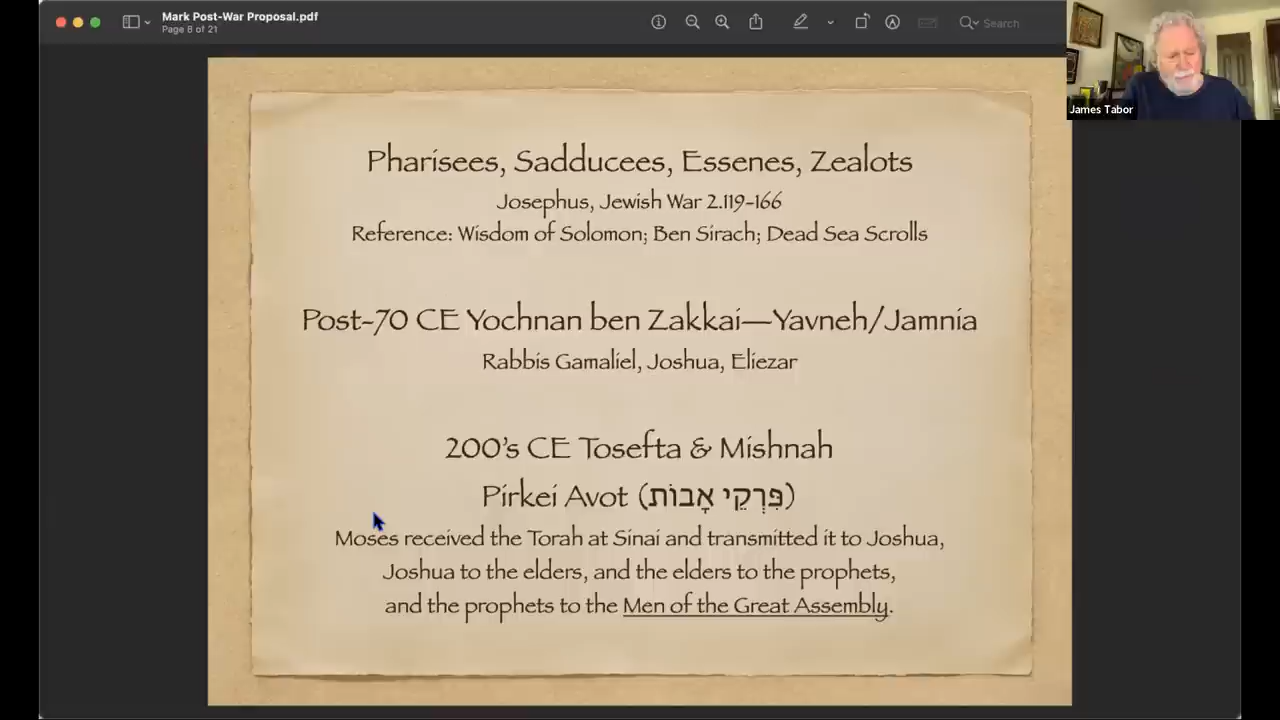 Mark Post-War Proposal.pdf
Page 8 of 21
Search
James Tabor
Pharisees, Sadducees, Essenes, Zealots
Josephus, Jewish War 2.119-166
Reference: Wisdom of Solomon; Ben Sirach; Dead Sea Scrolls
Post-70 CE Yochnan ben Zakkai—Yavneh/Jamnia
Rabbis Gamaliel, Joshua, Eliezar
200's CE Tosefta & Mishnah
Pirkei Avot (פִּרְקֵי אָבוֹת)
Moses received the Torah at Sinai and transmitted it to Joshua,
Joshua to the elders, and the elders to the prophets,
and the prophets to the Men of the Great Assembly.